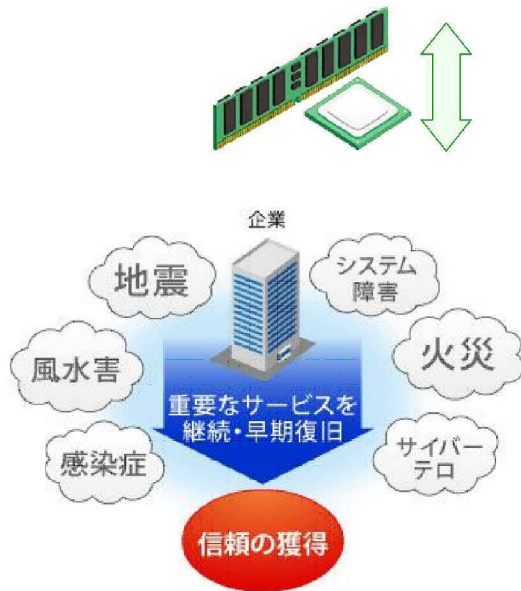 企業
地震
システム
障害
風水害
火災
重要なサービスを
継続・早期復旧
感染症
サイバー
テロ
信頼の獲得